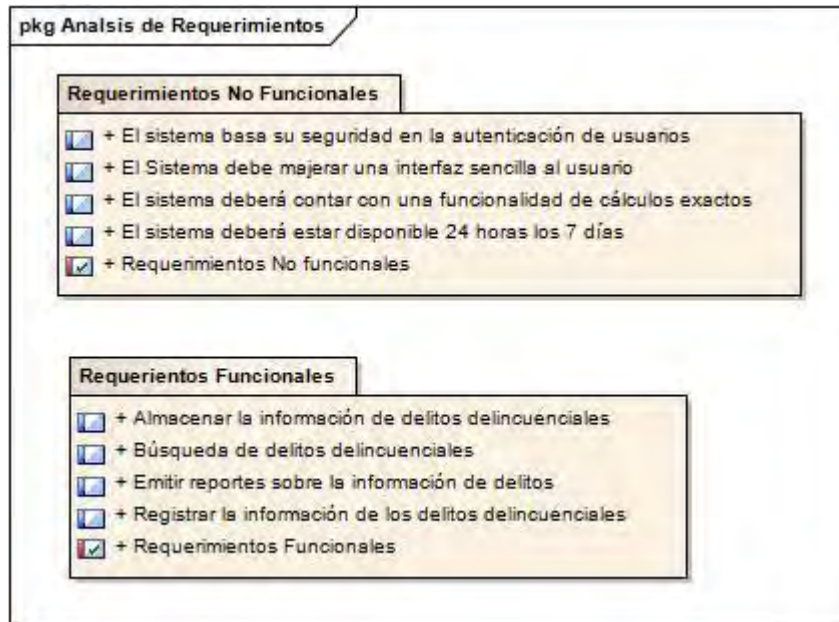 pkg Analsis de Requerimientos
Requerimientos No Funcionales
+ El sistema basa su seguridad en la autenticación de usuarios
+ El Sistema debe majerar una interfaz sencilla al usuario
+ El sistema deberá contar con una funcionalidad de cálculos exactos
+ El sistema deberá estar disponible 24 horas los 7 días
+ Requerimientos No funcionales
Requerientos Funcionales
+ Almacenar la información de delitos delincuenciales
+ Búsqueda de delitos delincuenciales
+ Emitir reportes sobre la información de delitos
+ Registrar la información de los delitos delincuenciales
+ Requerimientos Funcionales